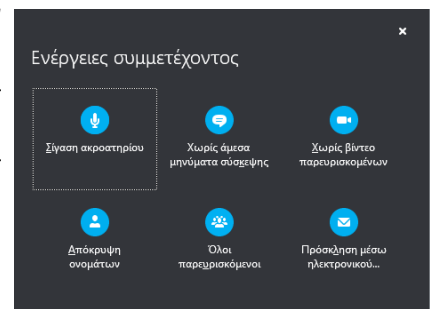 Ενέργειες συμμετέχοντος
Σίγαση ακροατηρίου
Χωρίς άμεσα
μηνύματα σύσκεψης
Χωρίς βίντεο
παρευρισκομένων
Απόκρυψη
ονομάτων
Όλοι
παρευρισκόμενοι
Πρόσκληση μέσω
ηλεκτρονικού...